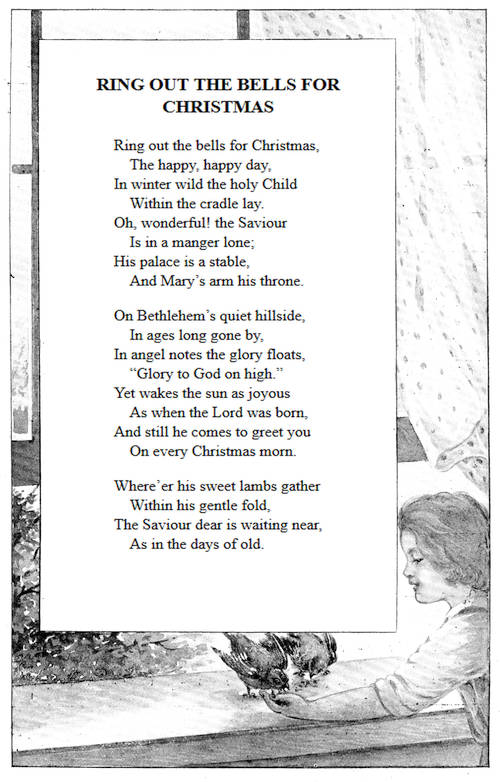 RING OUT THE BELLS FOR
CHRISTMAS
Ring out the bells for Christmas,
The happy, happy day,
In winter wild the holy Child
Within the cradle lay.
Oh, wonderful! the Saviour
Is in a manger lone;
His palace is a stable,
And Mary’s arm his throne.
On Bethlehem’s quiet hillside,
In ages long gone by,
In angel notes the glory floats,
“Glory to God on high.”
Yet wakes the sun as joyous
As when the Lord was born,
And still he comes to greet you
On every Christmas morn.
Where’er his sweet lambs gather
Within his gentle fold,
The Saviour dear is waiting near,
As in the days of old.